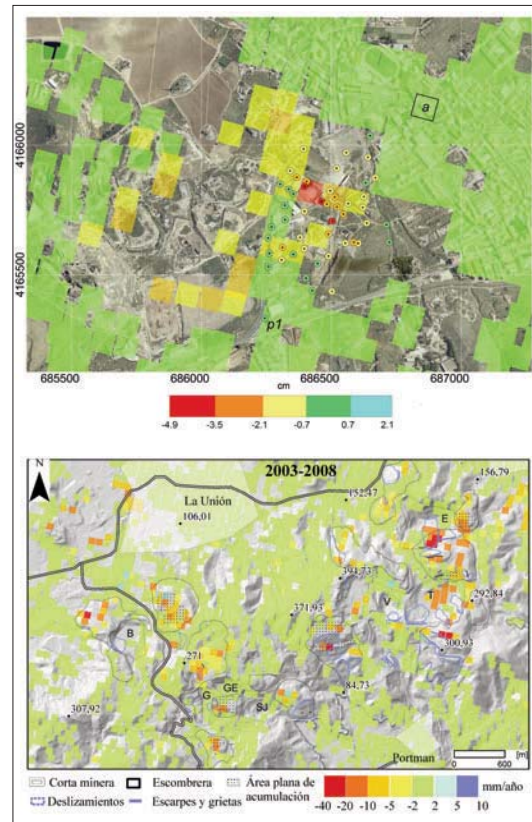 a
4166000
4165500
p1
685500 686000 686500 687000
cm
-4.9 -3.5 -2.1 -0.7 0.7 2.1
N
2003-2008
156,79
152,47
La Unión
106,01
E
391,73
V
T
292,84
371,93
B
300,93
271
GE
G
SJ
84,73
307,92
Portman
0 600 [m]
Corta minera Escombrera Área plana de acumulación
Deslizamientos Escarpes y grietas
mm/año
-40 -20 -10 -5 -2 2 5 10